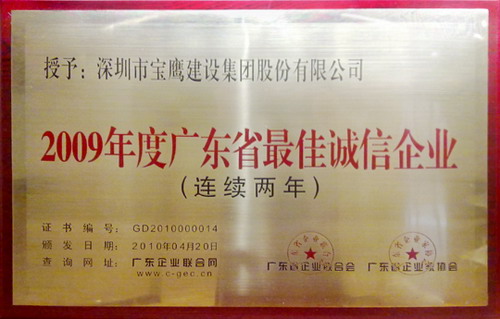 授予：深圳市宝鹰建设集团股份有限公司
2009年度广东省最佳诚信企业
（连续两年）
证书编号：GD2010000014
颁发日期：2010年04月20日
查询网址：广东企业联合网
www.c-gec.cn
广东省企业联合会 广东省企业家协会